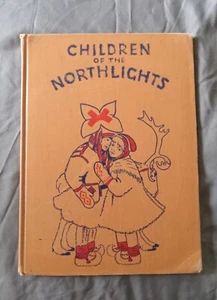 CHILDREN
OF THE
NORTHLIGHTS